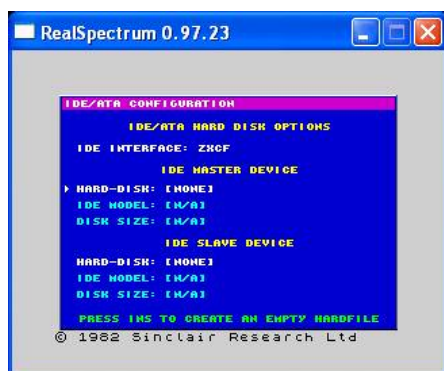 RealSpectrum 0.97.23
IDE/ATA CONFIGURATION
IDE/ATA HARD DISK OPTIONS
IDE INTERFACE: ZXCF
IDE MASTER DEVICE
HARD-DISK: [NONE]
IDE MODEL: [N/A]
DISK SIZE: [N/A]
IDE SLAVE DEVICE
HARD-DISK: [NONE]
IDE MODEL: [N/A]
DISK SIZE: [N/A]
PRESS INS TO CREATE AN EMPTY HARDFILE
© 1982 Sinclair Research Ltd